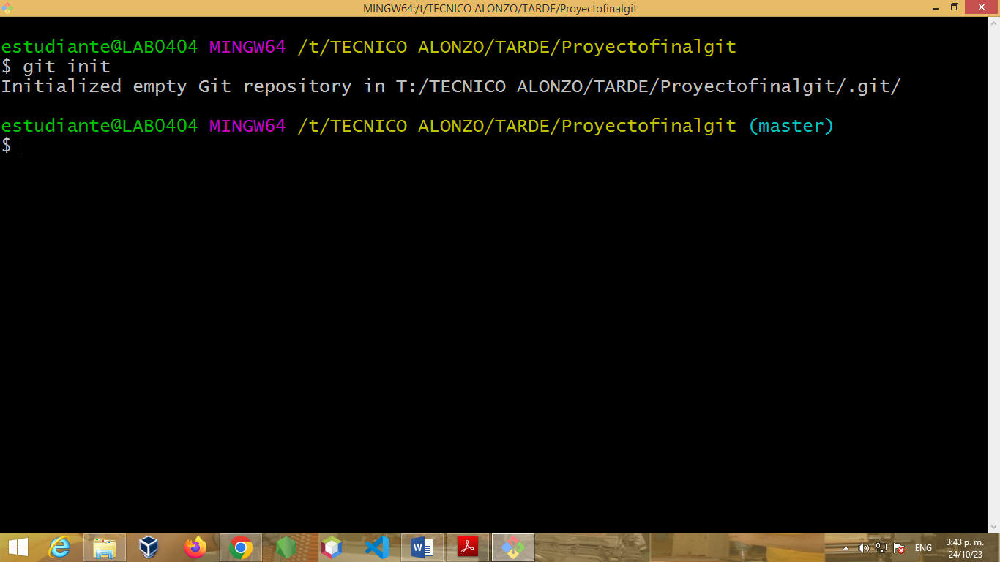 MINGW64:/t/TECNICO ALONZO/TARDE/Proyectofinalgit
estudiante@LAB0404 MINGW64 /t/TECNICO ALONZO/TARDE/Proyectofinalgit
$ git init
Initialized empty Git repository in T:/TECNICO ALONZO/TARDE/Proyectofinalgit/.git/
estudiante@LAB0404 MINGW64 /t/TECNICO ALONZO/TARDE/Proyectofinalgit (master)
$
ENG
3:43 p. m.
24/10/23